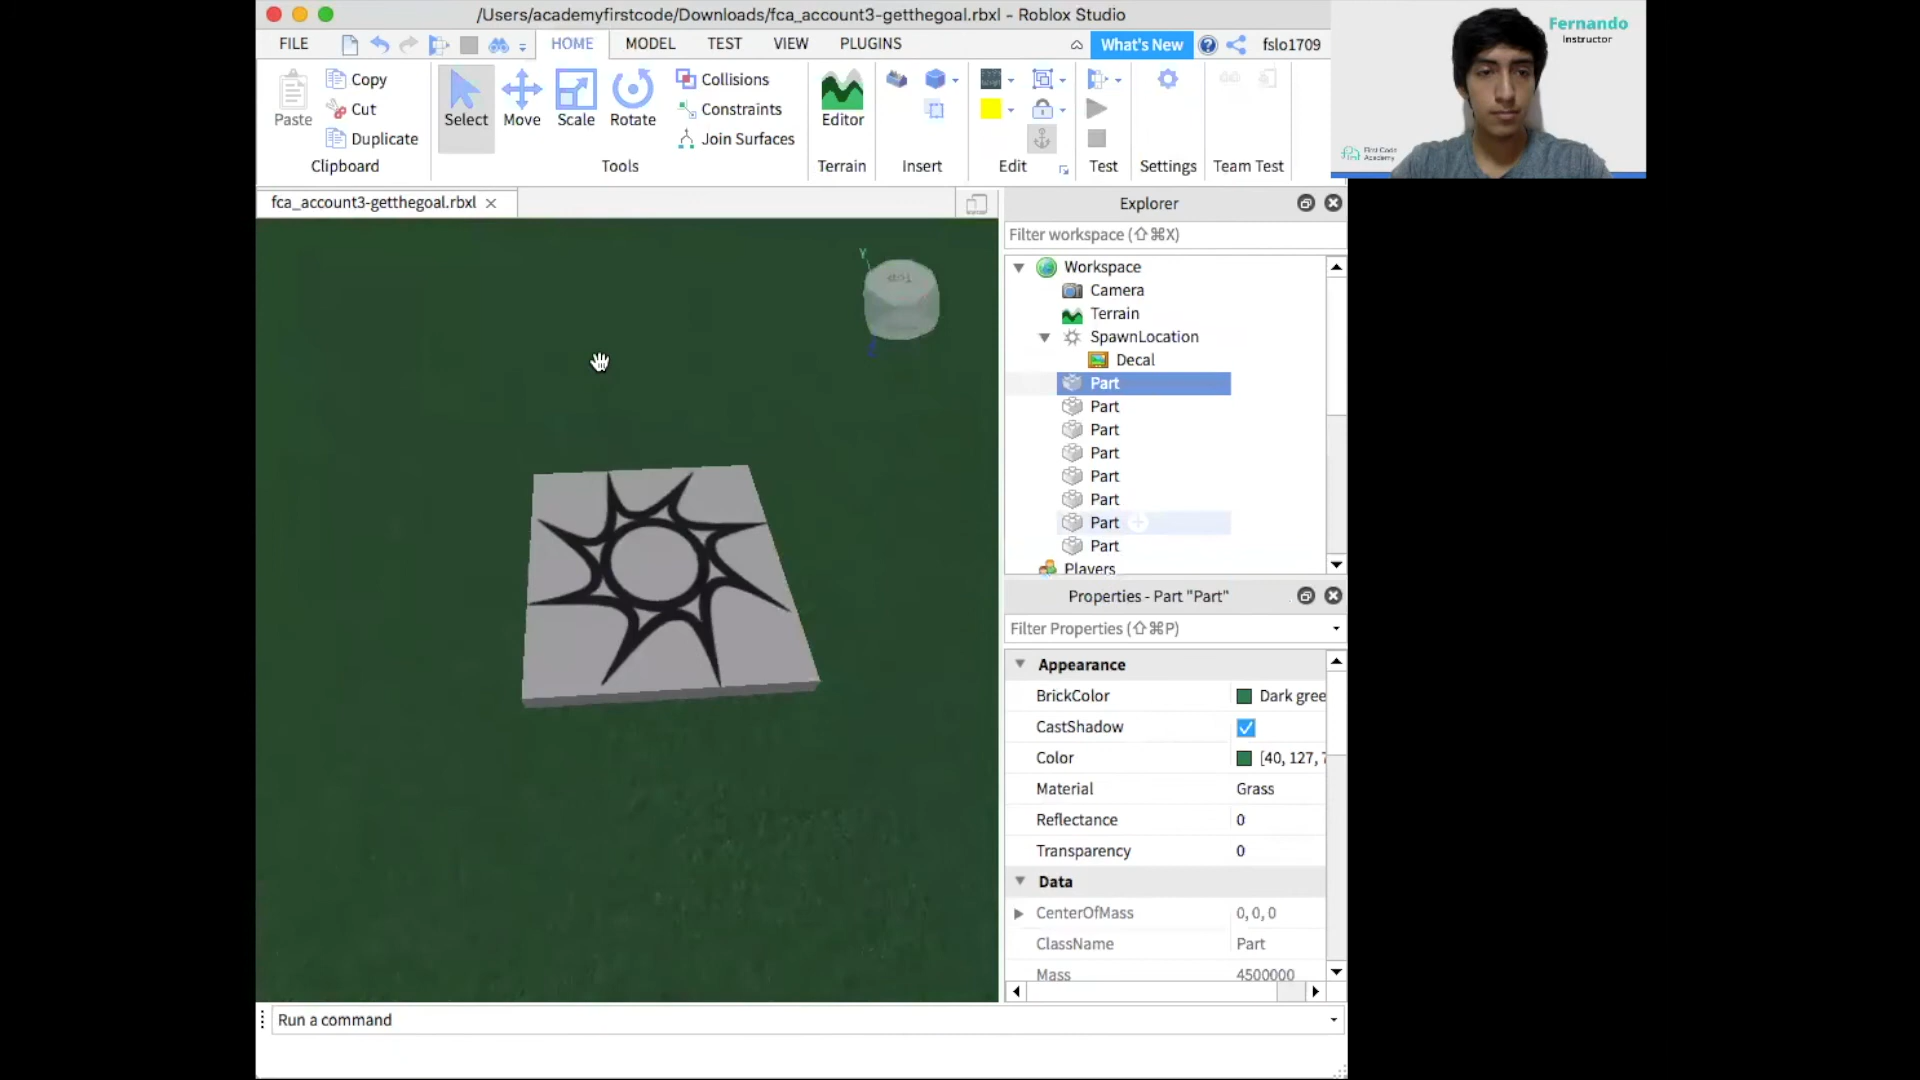 /Users/academyfirstcode/Downloads/fca_account3-getthegoal.rbxl - Roblox Studio
Fernando
Instructor
First Code
Academy
FILE
HOME
MODEL
TEST
VIEW
PLUGINS
What's New
fslo1709
Paste
Copy
Cut
Duplicate
Clipboard
Select
Move
Scale
Rotate
Collisions
Constraints
Join Surfaces
Tools
Editor
Terrain
Insert
Edit
Test
Settings
Team Test
fca_account3-getthegoal.rbxl
Y
Explorer
Filter workspace (⇧⌘X)
Workspace
Camera
Terrain
SpawnLocation
Decal
Part
Part
Part
Part
Part
Part
Part
Part
Players
Properties - Part "Part"
Filter Properties (⇧⌘P)
Appearance
BrickColor Dark gree
CastShadow
Color [40, 127, 7
Material Grass
Reflectance 0
Transparency 0
Data
CenterOfMass 0, 0, 0
ClassName Part
Mass 4500000
Run a command